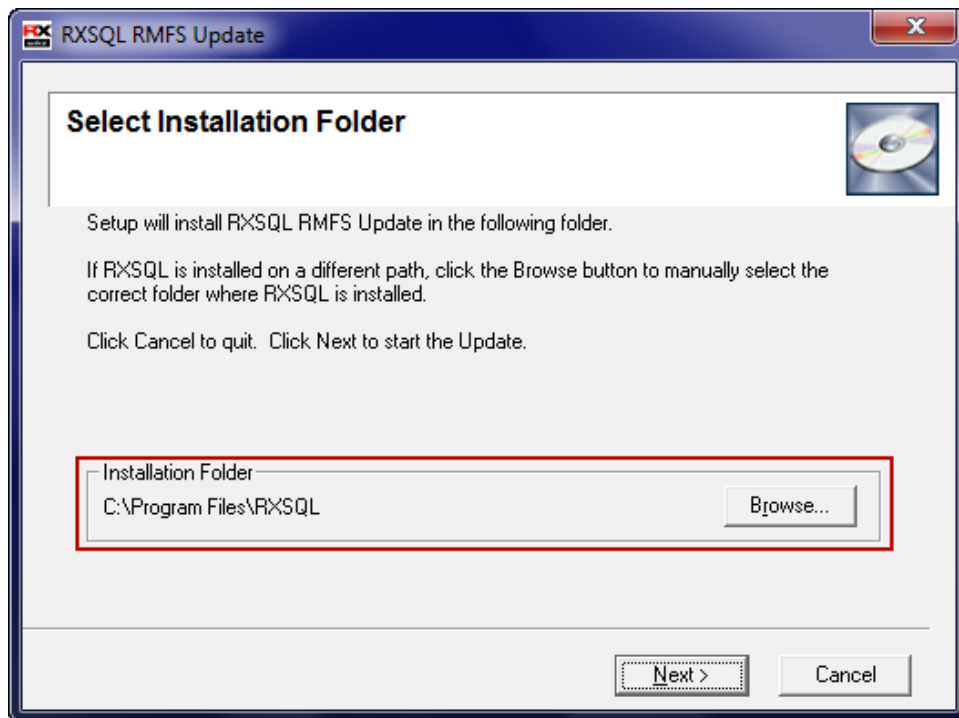 RX
RXSQL RMFS Update
Select Installation Folder
Setup will install RXSQL RMFS Update in the following folder.
If RXSQL is installed on a different path, click the Browse button to manually select the
correct folder where RXSQL is installed.
Click Cancel to quit.  Click Next to start the Update.
Installation Folder
C:\Program Files\RXSQL
Browse...
Next >
Cancel